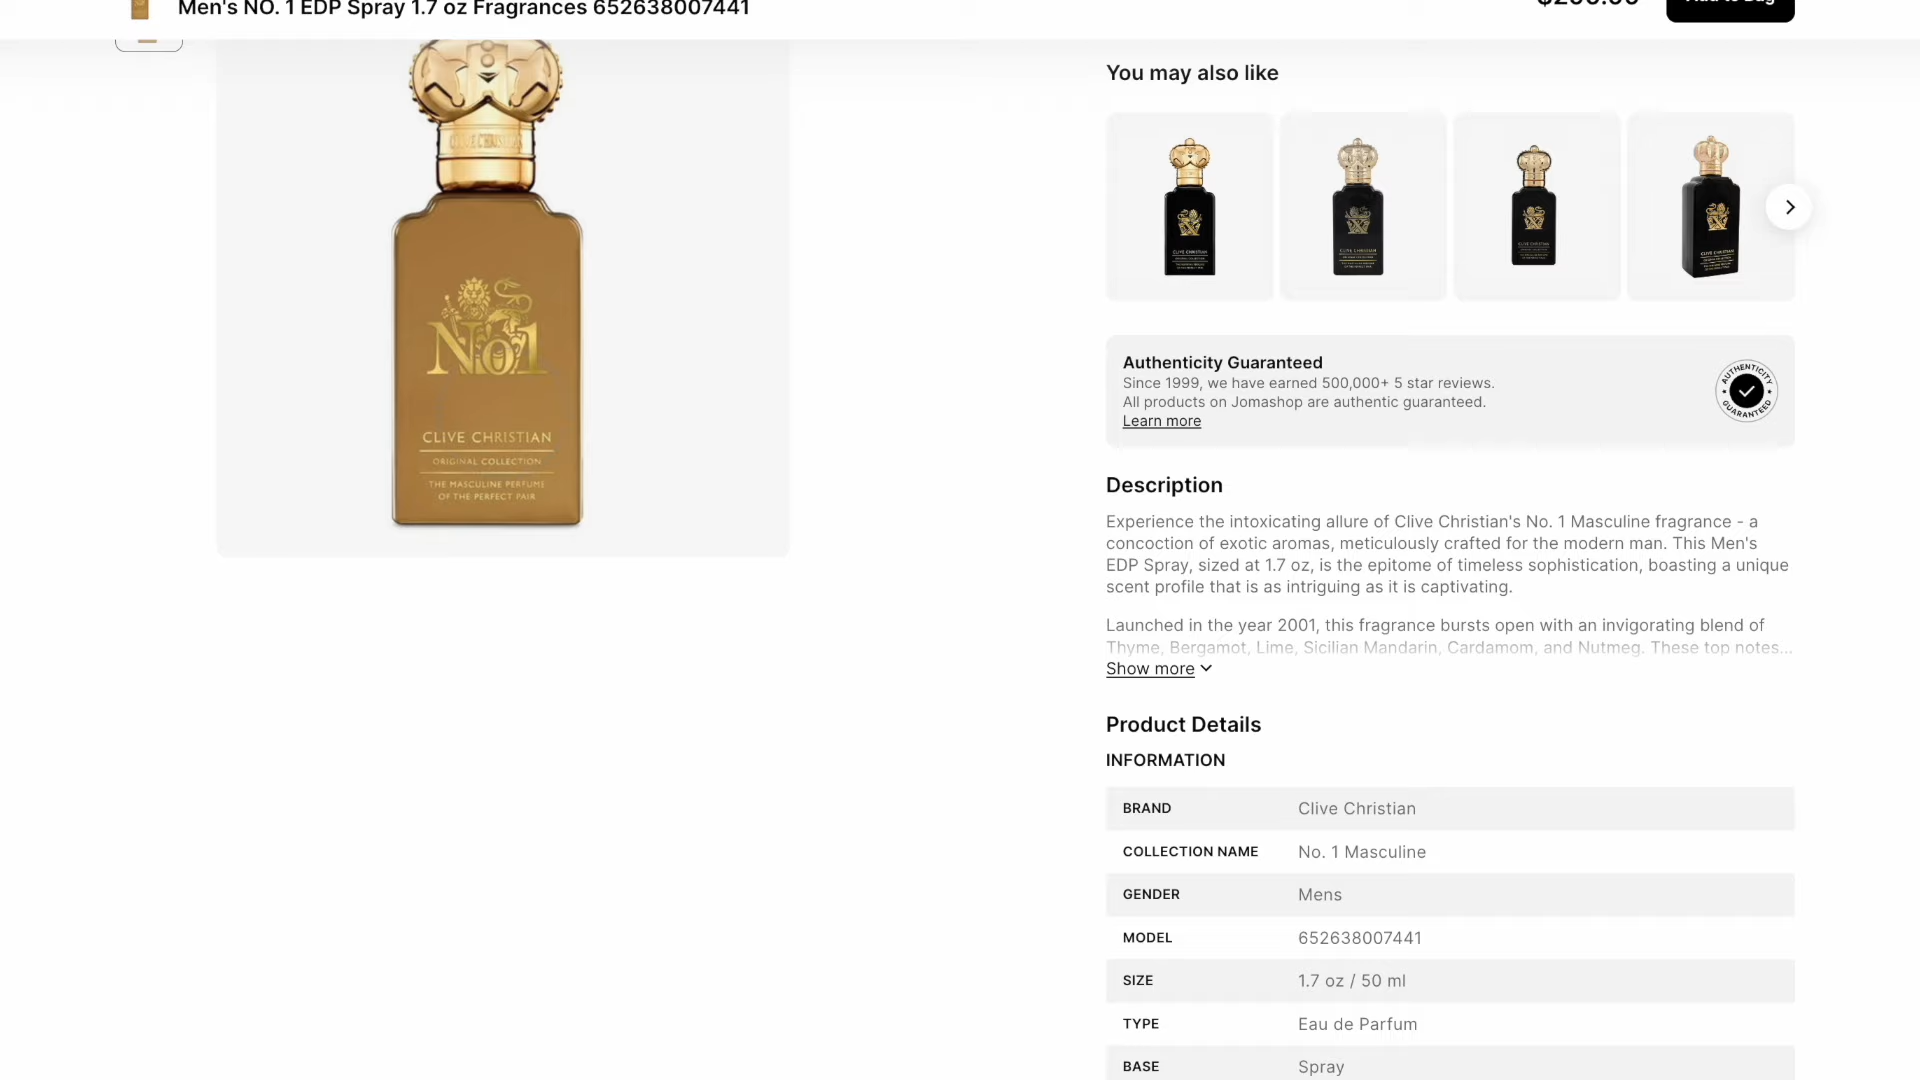 Men's NO. 1 EDP Spray 1.7 oz Fragrances 652638007441
CLIVE CHRISTIAN
No1
CLIVE CHRISTIAN
ORIGINAL COLLECTION
THE MASCULINE PERFUME
OF THE PERFECT PAIR
You may also like
Authenticity Guaranteed
Since 1999, we have earned 500,000+ 5 star reviews.
All products on Jomashop are authentic guaranteed.
Learn more
AUTHENTICITY
GUARANTEED
Description
Experience the intoxicating allure of Clive Christian's No. 1 Masculine fragrance - a
concoction of exotic aromas, meticulously crafted for the modern man. This Men's
EDP Spray, sized at 1.7 oz, is the epitome of timeless sophistication, boasting a unique
scent profile that is as intriguing as it is captivating.
Launched in the year 2001, this fragrance bursts open with an invigorating blend of
Thyme, Bergamot, Lime, Sicilian Mandarin, Cardamom, and Nutmeg. These top notes...
Show more
Product Details
INFORMATION
BRAND Clive Christian
COLLECTION NAME No. 1 Masculine
GENDER Mens
MODEL 652638007441
SIZE 1.7 oz / 50 ml
TYPE Eau de Parfum
BASE Spray